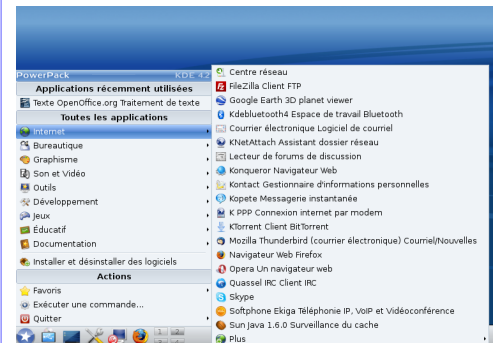 PowerPack KDE 4.2
Applications récemment utilisées
Texte OpenOffice.org Traitement de texte
Toutes les applications
Internet
Bureautique
Graphisme
Son et Vidéo
Outils
Développement
Jeux
Éducatif
Documentation
Installer et désinstaller des logiciels
Actions
Favoris
Exécuter une commande...
Quitter
Centre réseau
FileZilla Client FTP
Google Earth 3D planet viewer
Kdebluetooth4 Espace de travail Bluetooth
Courrier électronique Logiciel de courriel
KNetAttach Assistant dossier réseau
Lecteur de forums de discussion
Konqueror Navigateur Web
Kontact Gestionnaire d'informations personnelles
Kopete Messagerie instantanée
K PPP Connexion internet par modem
KTorrent Client BitTorrent
Mozilla Thunderbird (courrier électronique) Courriel/Nouvelles
Navigateur Web Firefox
Opera Un navigateur web
Quassel IRC Client IRC
Skype
Softphone Ekiga Téléphonie IP, VoIP et Vidéoconférence
Sun Java 1.6.0 Surveillance du cache
Plus